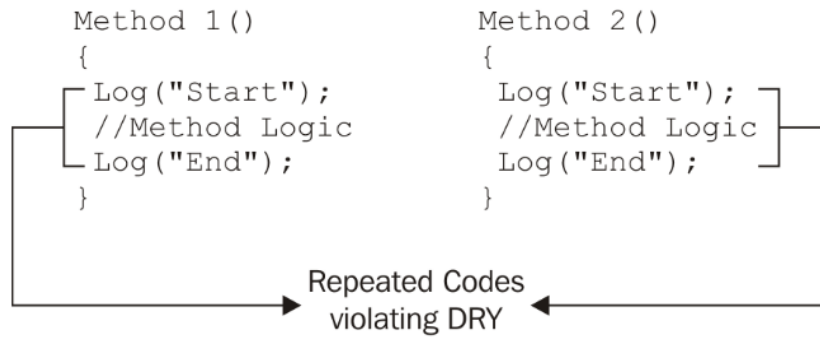 Method 1()
{
Log("Start");
//Method Logic
Log("End");
}
Method 2()
{
Log("Start");
//Method Logic
Log("End");
}
Repeated Codes
violating DRY